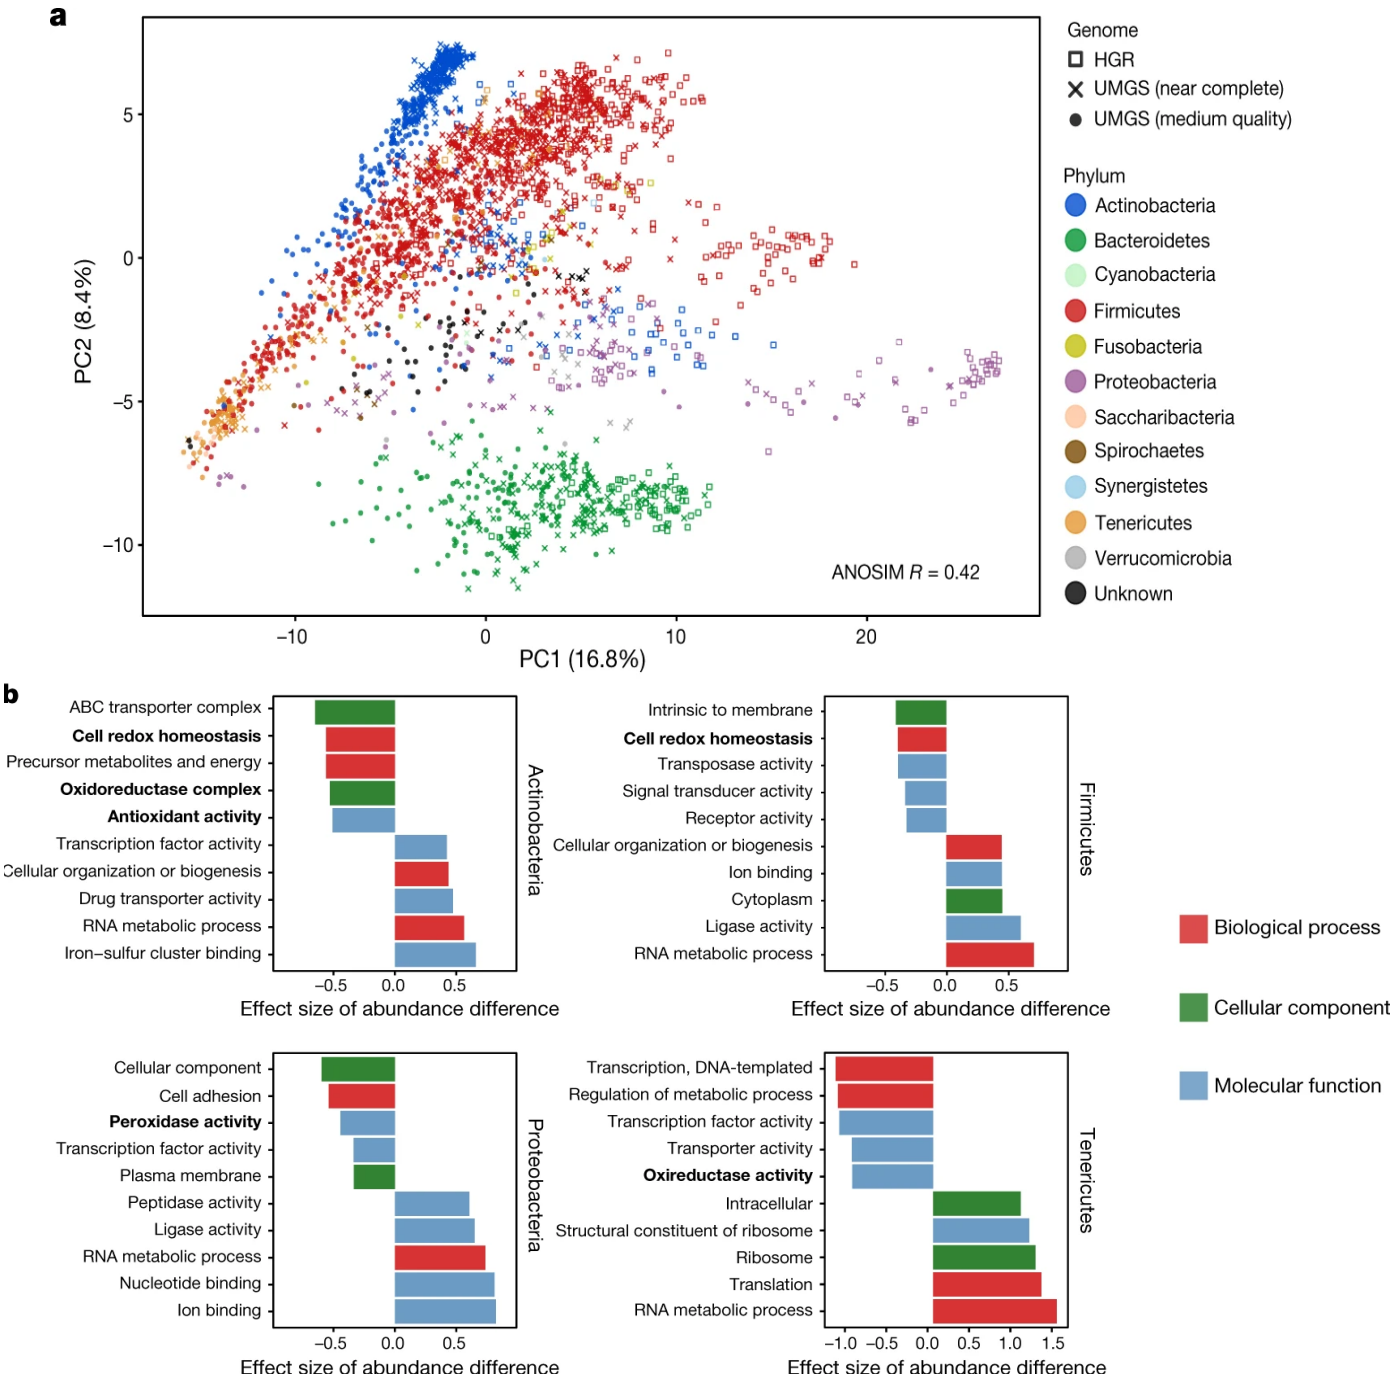 a
Genome
HGR
UMGS (near complete)
UMGS (medium quality)
Phylum
Actinobacteria
Bacteroidetes
Cyanobacteria
Firmicutes
Fusobacteria
Proteobacteria
Saccharibacteria
Spirochaetes
Synergistetes
Tenericutes
Verrucomicrobia
Unknown
PC2 (8.4%)
5
0
−5
−10
ANOSIM R = 0.42
−10 0 10 20
PC1 (16.8%)
b
ABC transporter complex
Cell redox homeostasis
Precursor metabolites and energy
Oxidoreductase complex
Antioxidant activity
Transcription factor activity
Cellular organization or biogenesis
Drug transporter activity
RNA metabolic process
Iron−sulfur cluster binding
Actinobacteria
−0.5 0.0 0.5
Effect size of abundance difference
Intrinsic to membrane
Cell redox homeostasis
Transposase activity
Signal transducer activity
Receptor activity
Cellular organization or biogenesis
Ion binding
Cytoplasm
Ligase activity
RNA metabolic process
Firmicutes
−0.5 0.0 0.5
Effect size of abundance difference
Biological process
Cellular component
Molecular function
Cellular component
Cell adhesion
Peroxidase activity
Transcription factor activity
Plasma membrane
Peptidase activity
Ligase activity
RNA metabolic process
Nucleotide binding
Ion binding
Proteobacteria
−0.5 0.0 0.5
Effect size of abundance difference
Transcription, DNA-templated
Regulation of metabolic process
Transcription factor activity
Transporter activity
Oxireductase activity
Intracellular
Structural constituent of ribosome
Ribosome
Translation
RNA metabolic process
Tenericutes
−1.0 −0.5 0.0 0.5 1.0 1.5
Effect size of abundance difference